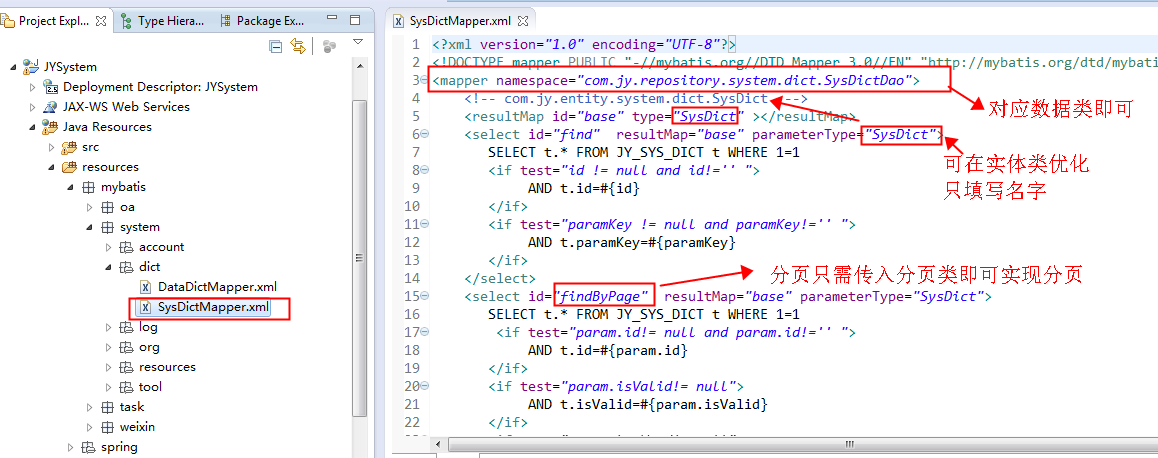 Project Expl...
Type Hiera...
Package Ex...
JYSystem
Deployment Descriptor: JYSystem
JAX-WS Web Services
Java Resources
src
resources
mybatis
oa
system
account
dict
DataDictMapper.xml
SysDictMapper.xml
log
org
resources
tool
task
weixin
spring
SysDictMapper.xml
1 <?xml version="1.0" encoding="UTF-8"?>
2 <!DOCTYPE mapper PUBLIC "-//mybatis.org//DTD Mapper 3.0//EN" "http://mybatis.org/dtd/mybat
3 <mapper namespace="com.jy.repository.system.dict.SysDictDao">
4 <!-- com.jy.entity.system.dict.SysDict -->
5 <resultMap id="base" type="SysDict" ></resultMap>
6 <select id="find" resultMap="base" parameterType="SysDict">
7 SELECT t.* FROM JY_SYS_DICT t WHERE 1=1
8 <if test="id != null and id!='' ">
9 AND t.id=#{id}
10 </if>
11 <if test="paramKey != null and paramKey!='' ">
12 AND t.paramKey=#{paramKey}
13 </if>
14 </select>
15 <select id="findByPage" resultMap="base" parameterType="SysDict">
16 SELECT t.* FROM JY_SYS_DICT t WHERE 1=1
17 <if test="param.id!= null and param.id!='' ">
18 AND t.id=#{param.id}
19 </if>
20 <if test="param.isValid!= null">
21 AND t.isValid=#{param.isValid}
22 </if>
对应数据类即可
可在实体类优化
只填写名字
分页只需传入分页类即可实现分页